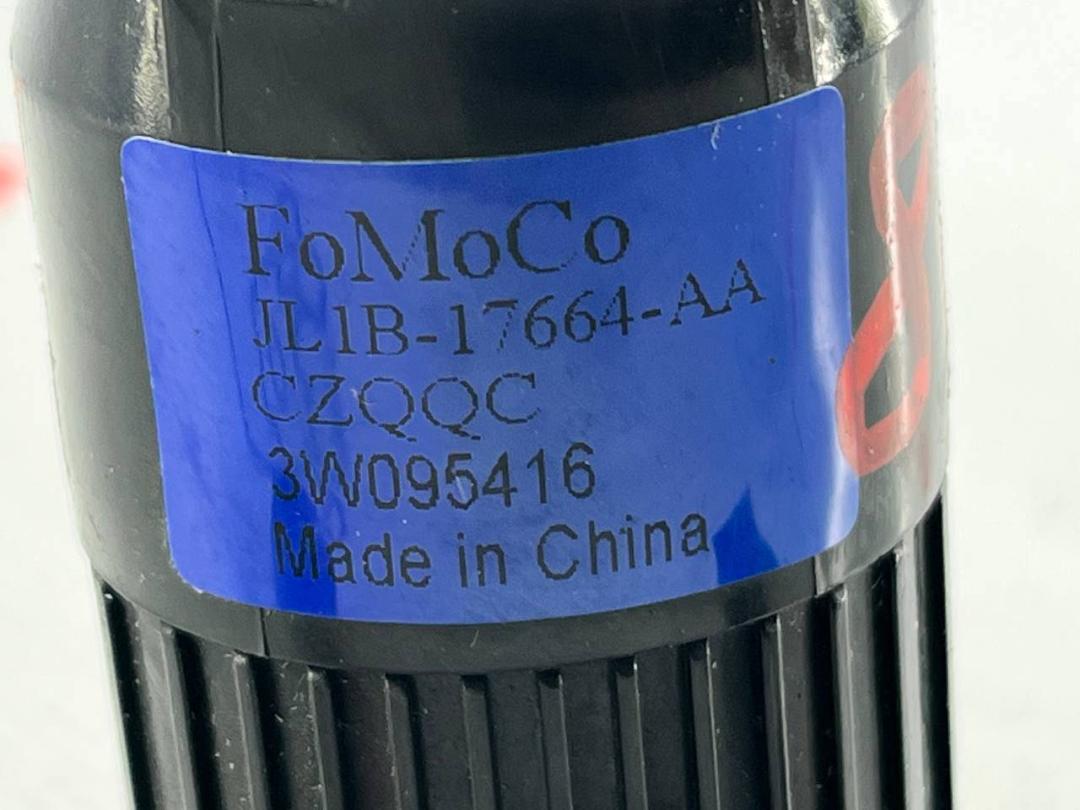 FoMoCo
JL1B-17664-AA
CZQQC
3W095416
Made in China